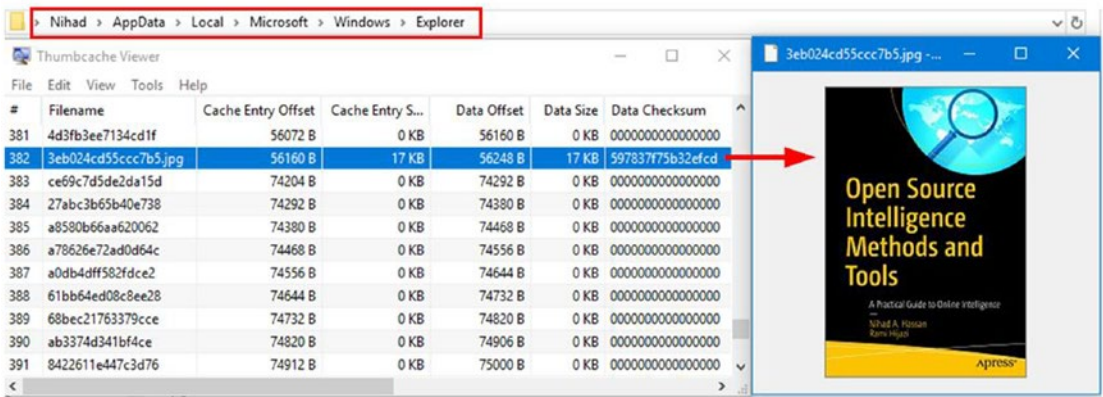 > Nihad > AppData > Local > Microsoft > Windows > Explorer
Thumbcache Viewer
File Edit View Tools Help
# Filename Cache Entry Offset Cache Entry S... Data Offset Data Size Data Checksum
381 4d3fb3ee7134cd1f 56072 B 0 KB 56160 B 0 KB 0000000000000000
382 3eb024cd55ccc7b5.jpg 56160 B 17 KB 56248 B 17 KB 597837f75b32efcd
383 ce69c7d5de2da15d 74204 B 0 KB 74292 B 0 KB 0000000000000000
384 27abc3b65b40e738 74292 B 0 KB 74380 B 0 KB 0000000000000000
385 a8580b66aa620062 74380 B 0 KB 74468 B 0 KB 0000000000000000
386 a78626e72ad0d64c 74468 B 0 KB 74556 B 0 KB 0000000000000000
387 a0db4dff582fdce2 74556 B 0 KB 74644 B 0 KB 0000000000000000
388 61bb64ed08c8ee28 74644 B 0 KB 74732 B 0 KB 0000000000000000
389 68bec21763379cce 74732 B 0 KB 74820 B 0 KB 0000000000000000
390 ab3374d341bf4ce 74820 B 0 KB 74906 B 0 KB 0000000000000000
391 8422611e447c3d76 74912 B 0 KB 75000 B 0 KB 0000000000000000
3eb024cd55ccc7b5.jpg -...
Open Source
Intelligence
Methods and
Tools
A Practical Guide to Online Intelligence
Nihad A. Hassan
Rami Hijazi
Apress®